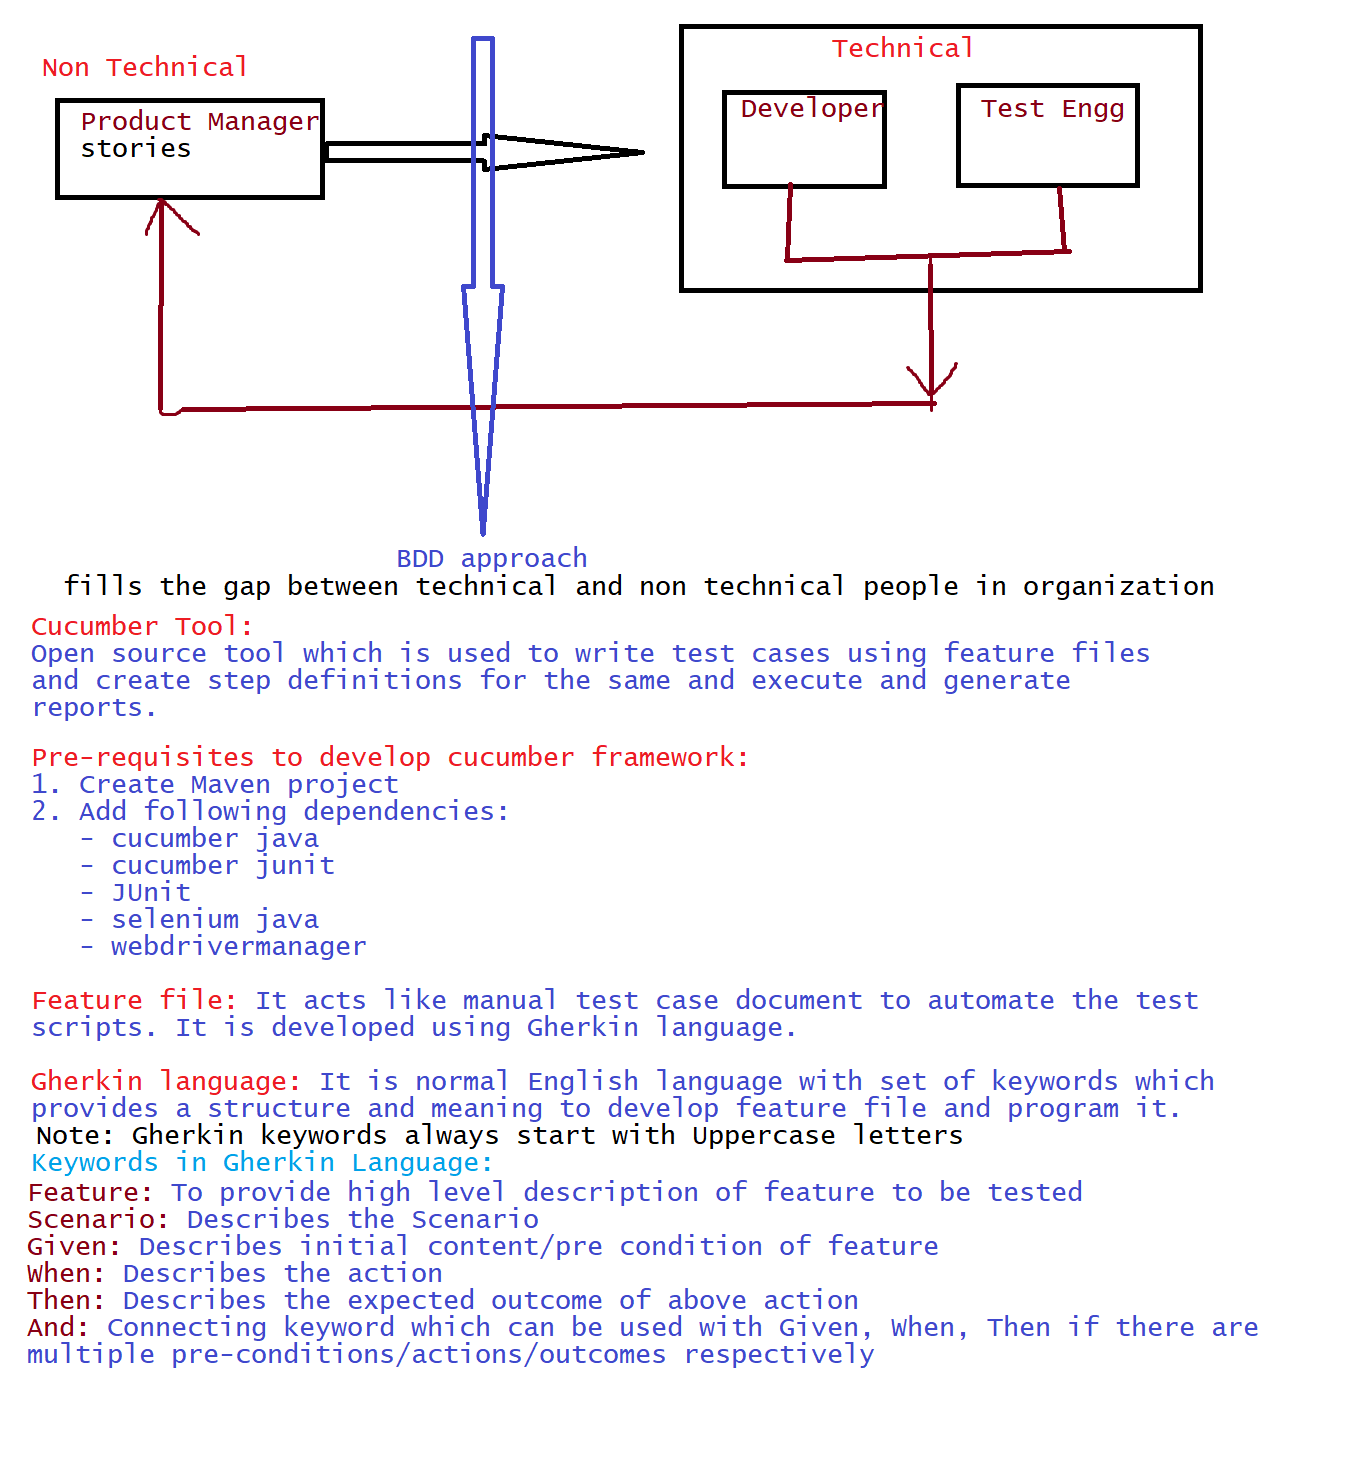 Non Technical
Product Manager
stories
Technical
Developer
Test Engg
BDD approach
fills the gap between technical and non technical people in organization
Cucumber Tool:
Open source tool which is used to write test cases using feature files
and create step definitions for the same and execute and generate
reports.
Pre-requisites to develop cucumber framework:
1. Create Maven project
2. Add following dependencies:
- cucumber java
- cucumber junit
- JUnit
- selenium java
- webdrivermanager
Feature file: It acts like manual test case document to automate the test
scripts. It is developed using Gherkin language.
Gherkin language: It is normal English language with set of keywords which
provides a structure and meaning to develop feature file and program it.
Note: Gherkin keywords always start with Uppercase letters
Keywords in Gherkin Language:
Feature: To provide high level description of feature to be tested
Scenario: Describes the Scenario
Given: Describes initial content/pre condition of feature
When: Describes the action
Then: Describes the expected outcome of above action
And: Connecting keyword which can be used with Given, When, Then if there are
multiple pre-conditions/actions/outcomes respectively